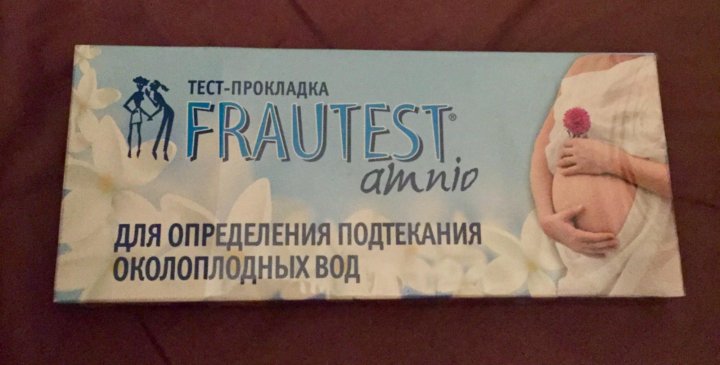 ТЕСТ-ПРОКЛАДКА
FRAUTEST®
amnio
ДЛЯ ОПРЕДЕЛЕНИЯ ПОДТЕКАНИЯ
ОКОЛОПЛОДНЫХ ВОД